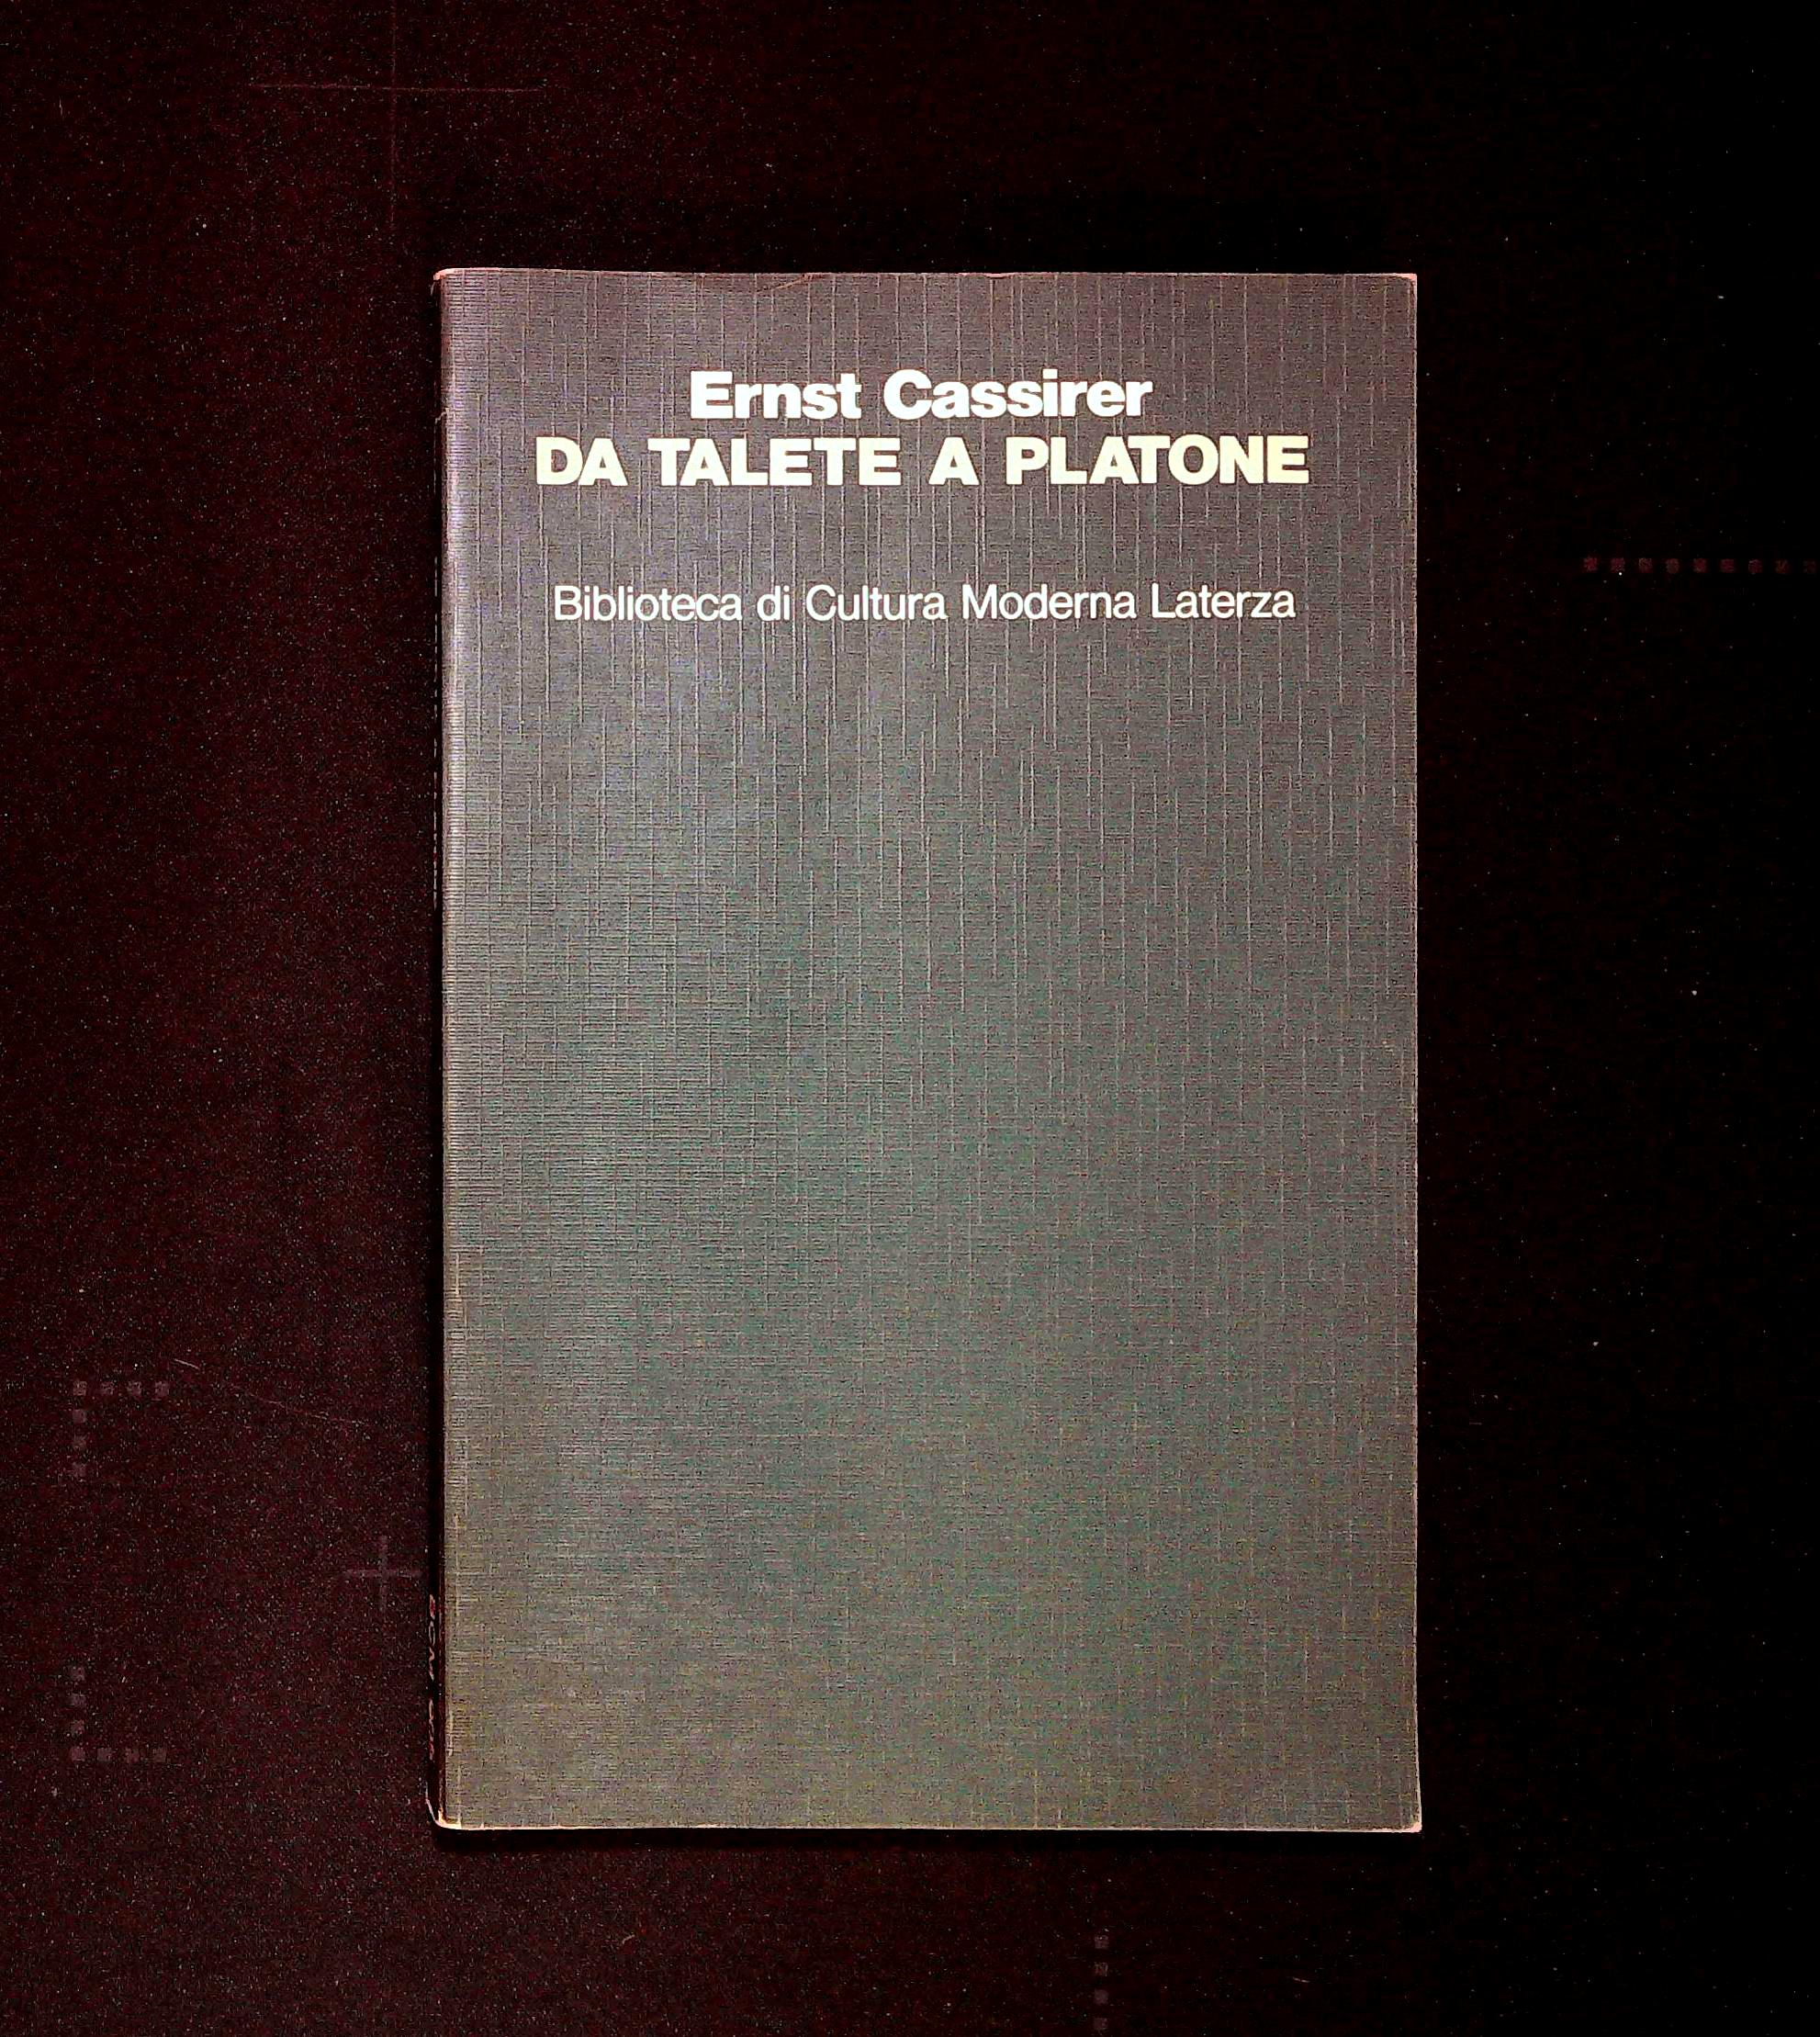 Ernst Cassirer
DA TALETE A PLATONE
Biblioteca di Cultura Moderna Laterza